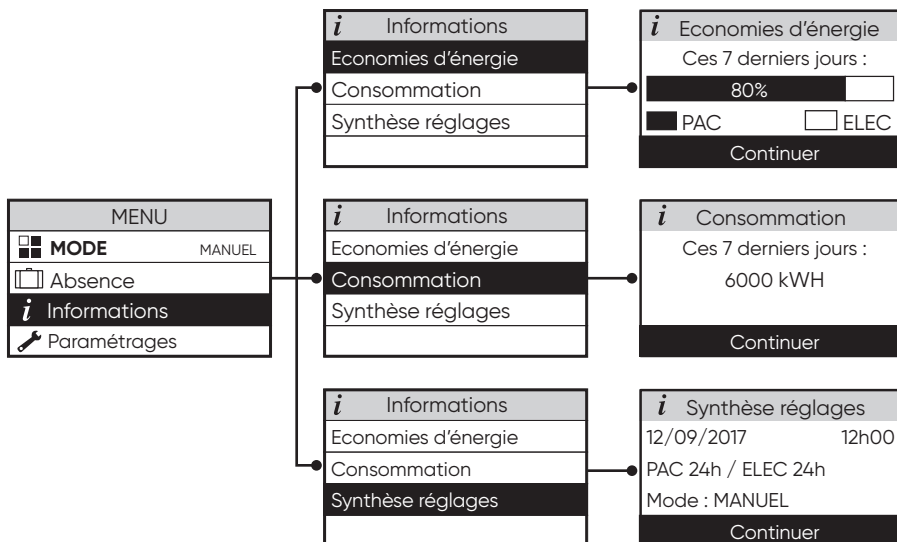 i Informations
Economies d'énergie
Consommation
Synthèse réglages
i Economies d'énergie
Ces 7 derniers jours :
80%
PAC ELEC
Continuer
MENU
MODE MANUEL
Absence
i Informations
Paramétrages
i Informations
Economies d'énergie
Consommation
Synthèse réglages
i Consommation
Ces 7 derniers jours :
6000 kWH
Continuer
i Informations
Economies d'énergie
Consommation
Synthèse réglages
i Synthèse réglages
12/09/2017 12h00
PAC 24h / ELEC 24h
Mode : MANUEL
Continuer